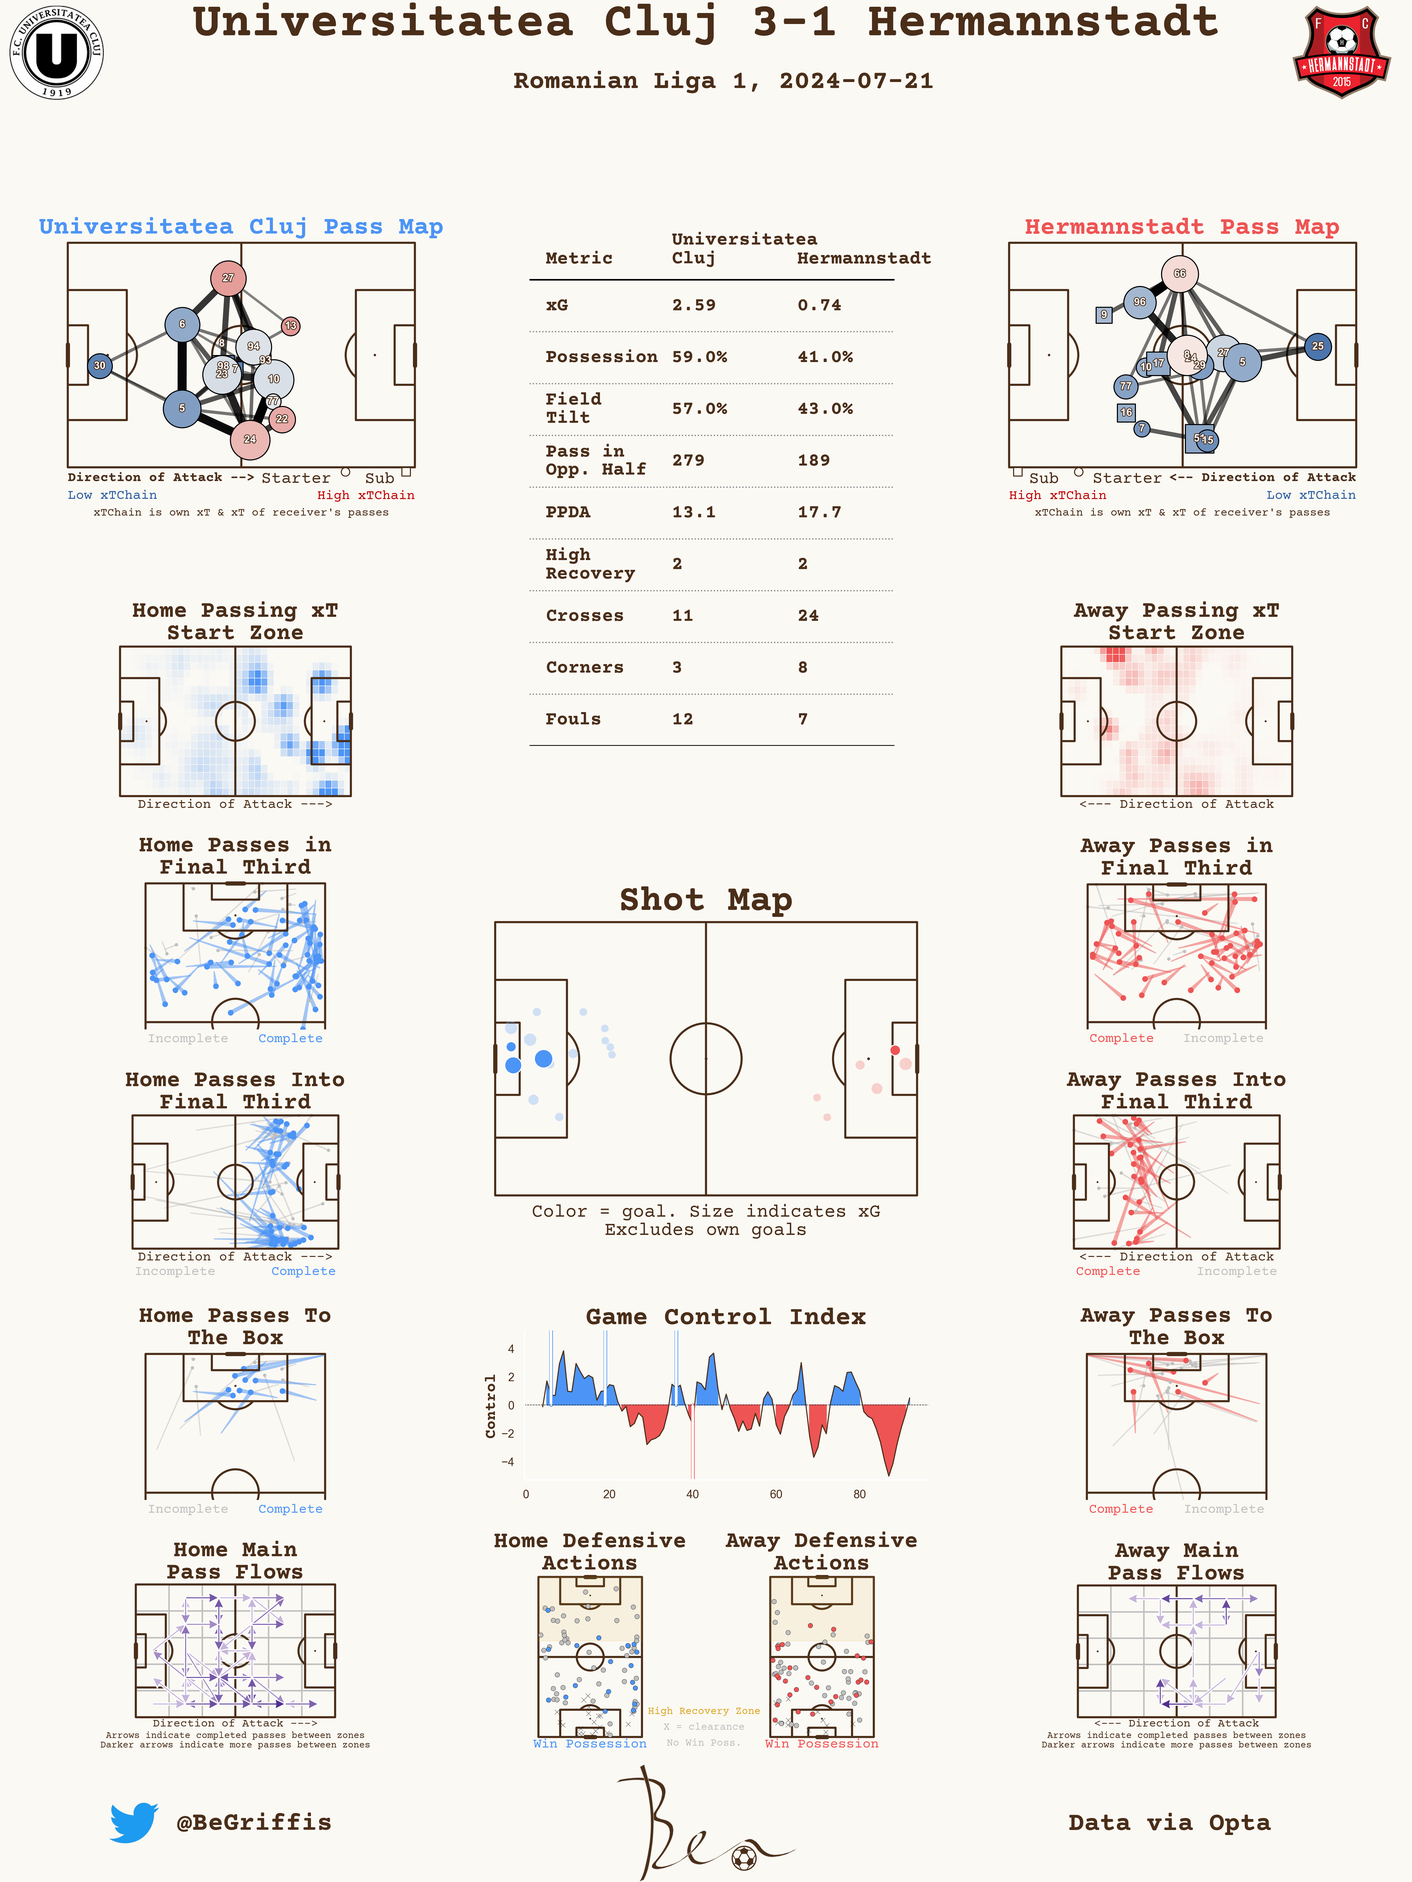 Universitatea Cluj 3-1 Hermannstadt
Romanian Liga 1, 2024-07-21
F.C. UNIVERSITATEA CLUJ
U
1919
F C
HERMANNSTADT
2015
Universitatea Cluj Pass Map
27
6
13
8
94
93
30
98
7
23
10
77
5
22
24
Direction of Attack --> Starter Sub
Low xTChain High xTChain
xTChain is own xT & xT of receiver's passes
Metric Universitatea Cluj Hermannstadt
xG 2.59 0.74
Possession 59.0% 41.0%
Field Tilt 57.0% 43.0%
Pass in Opp. Half 279 189
PPDA 13.1 17.7
High Recovery 2 2
Crosses 11 24
Corners 3 8
Fouls 12 7
Hermannstadt Pass Map
66
96
9
25
8
24
27
5
10
17
29
77
16
7
15
Sub Starter <-- Direction of Attack
High xTChain Low xTChain
xTChain is own xT & xT of receiver's passes
Home Passing xT
Start Zone
Direction of Attack --->
Away Passing xT
Start Zone
<--- Direction of Attack
Home Passes in
Final Third
Incomplete Complete
Away Passes in
Final Third
Complete Incomplete
Shot Map
Color = goal. Size indicates xG
Excludes own goals
Home Passes Into
Final Third
Direction of Attack --->
Incomplete Complete
Away Passes Into
Final Third
<--- Direction of Attack
Complete Incomplete
Home Passes To
The Box
Incomplete Complete
Game Control Index
Control
4
2
0
−2
−4
0 20 40 60 80
Away Passes To
The Box
Complete Incomplete
Home Main
Pass Flows
Direction of Attack --->
Arrows indicate completed passes between zones
Darker arrows indicate more passes between zones
Home Defensive
Actions
Win Possession
High Recovery Zone
X = clearance
No Win Poss.
Away Defensive
Actions
Win Possession
Away Main
Pass Flows
<--- Direction of Attack
Arrows indicate completed passes between zones
Darker arrows indicate more passes between zones
@BeGriffis
Data via Opta